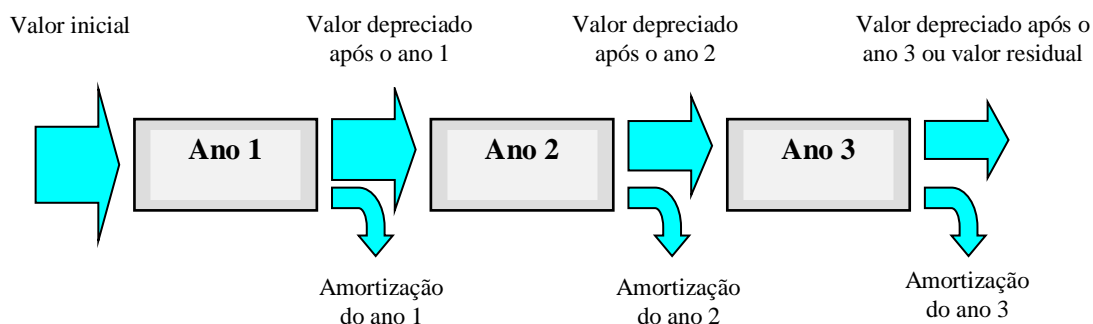 Valor inicial
Valor depreciado
após o ano 1
Valor depreciado
após o ano 2
Valor depreciado após o
ano 3 ou valor residual
Ano 1
Ano 2
Ano 3
Amortização
do ano 1
Amortização
do ano 2
Amortização
do ano 3